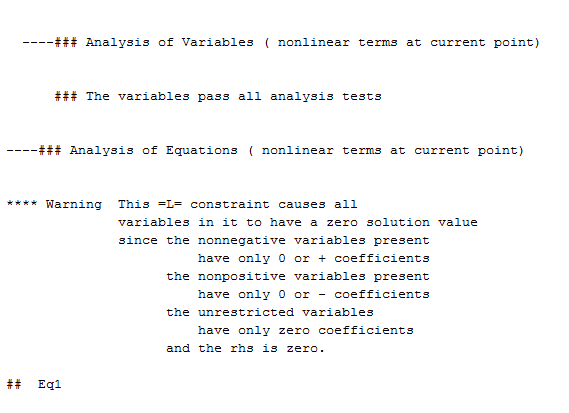 ----### Analysis of Variables ( nonlinear terms at current point)
### The variables pass all analysis tests
----### Analysis of Equations ( nonlinear terms at current point)
**** Warning  This =L= constraint causes all
variables in it to have a zero solution value
since the nonnegative variables present
have only 0 or + coefficients
the nonpositive variables present
have only 0 or - coefficients
the unrestricted variables
have only zero coefficients
and the rhs is zero.
##  Eq1